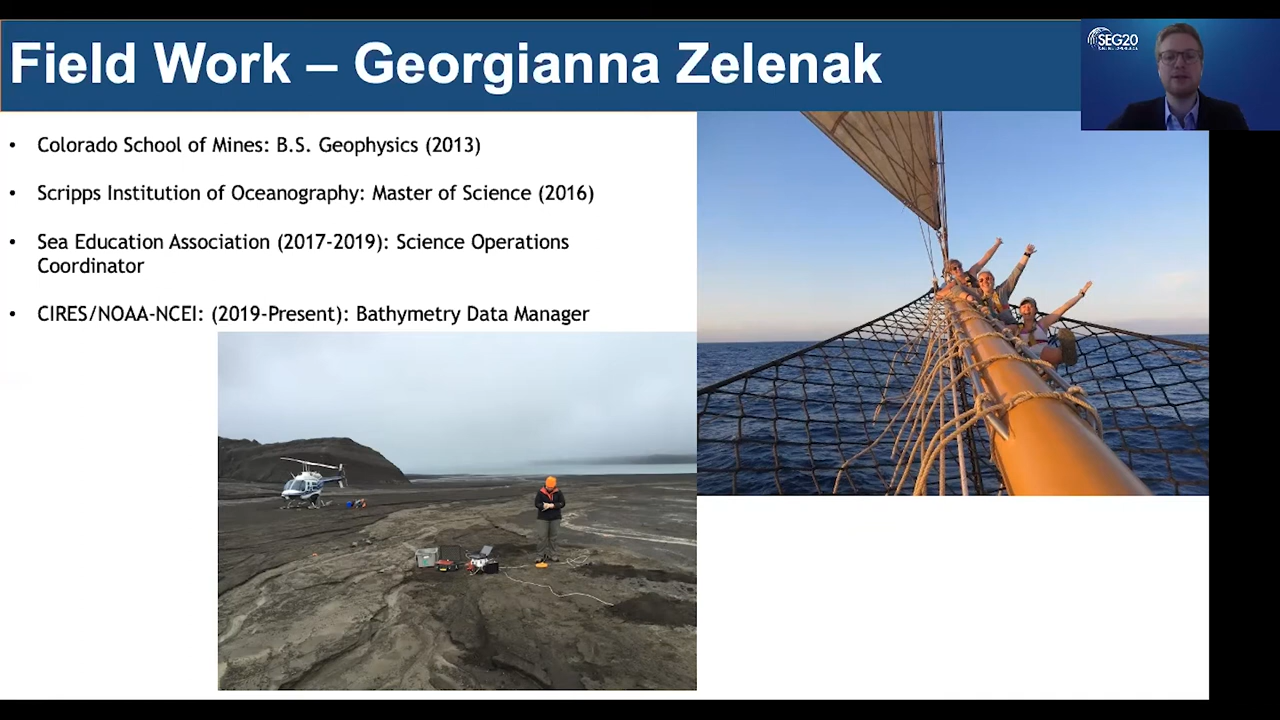 Field Work – Georgianna Zelenak
SEG20
• Colorado School of Mines: B.S. Geophysics (2013)
• Scripps Institution of Oceanography: Master of Science (2016)
• Sea Education Association (2017-2019): Science Operations
Coordinator
• CIRES/NOAA-NCEI: (2019-Present): Bathymetry Data Manager